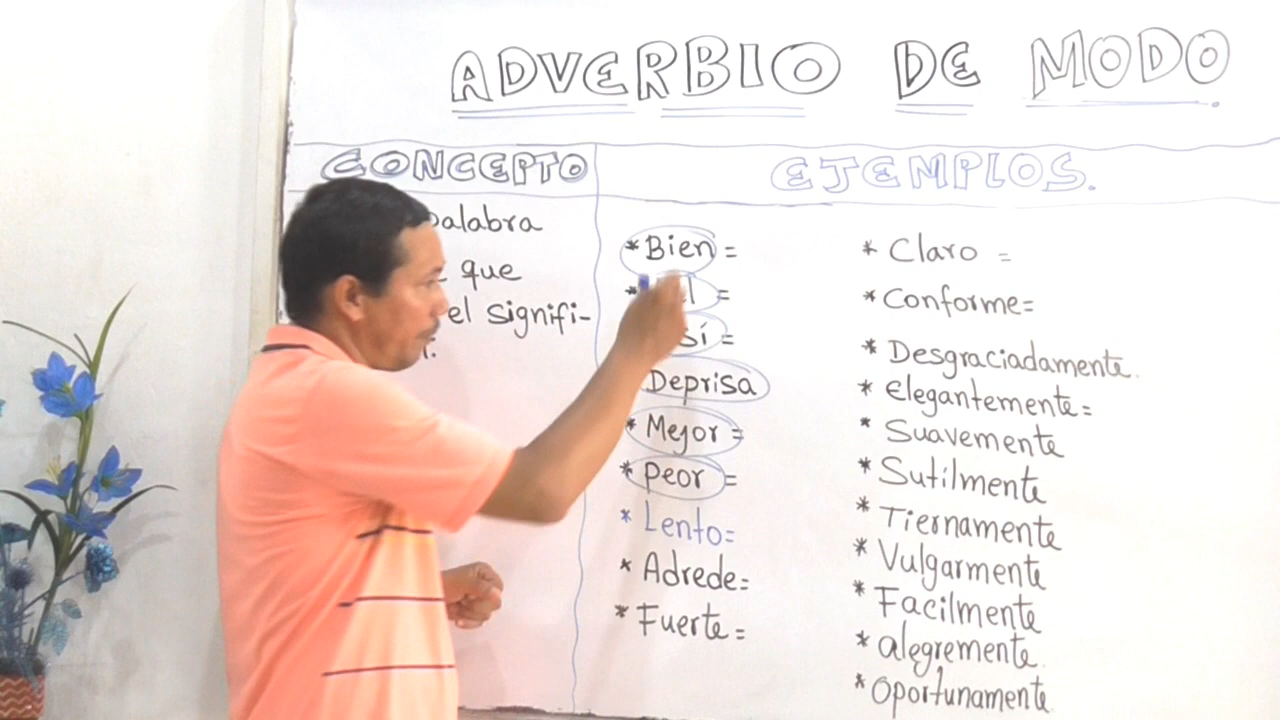 ADVERBIO DE MODO
CONCEPTO
palabra
que
el signifi-
EJEMPLOS.
* Bien =
* l =
sí =
Deprisa
* Mejor =
* Peor =
* Lento=
* Adrede=
* Fuerte =
* Claro =
* Conforme=
* Desgraciadamente.
* Elegantemente=
* Suavemente
* Sutilmente
* Tiernamente
* Vulgarmente
* Facilmente
* alegremente.
* Oportunamente